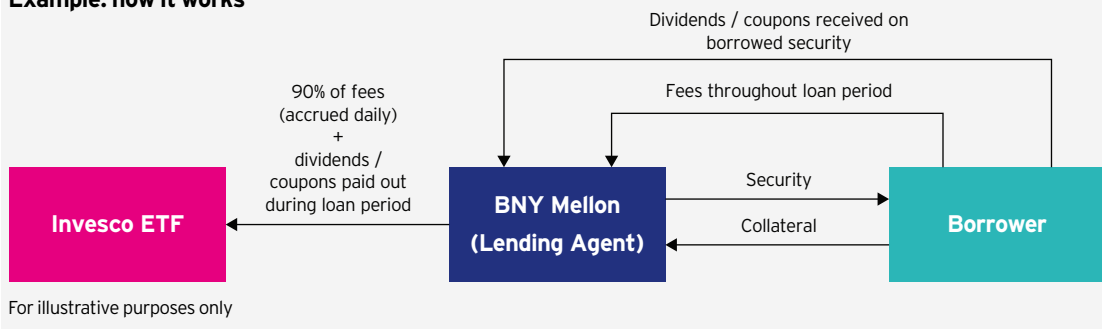 Example: how it works
Dividends / coupons received on
borrowed security
Fees throughout loan period
90% of fees
(accrued daily)
+
dividends /
coupons paid out
during loan period
Invesco ETF
BNY Mellon
(Lending Agent)
Security
Collateral
Borrower
For illustrative purposes only